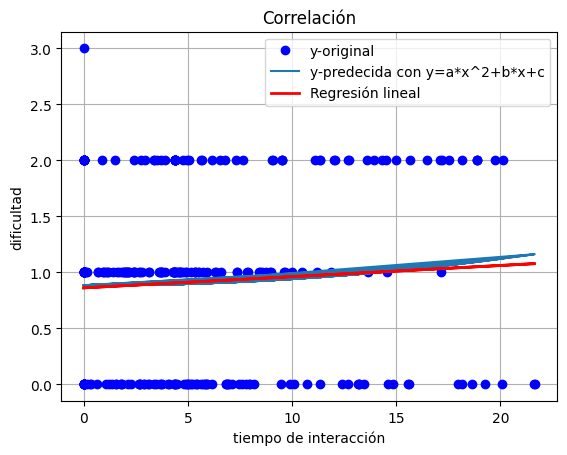 Correlación
y-original
y-predecida con y=a*x^2+b*x+c
Regresión lineal
3.0
2.5
2.0
1.5
1.0
0.5
0.0
dificultad
0 5 10 15 20
tiempo de interacción